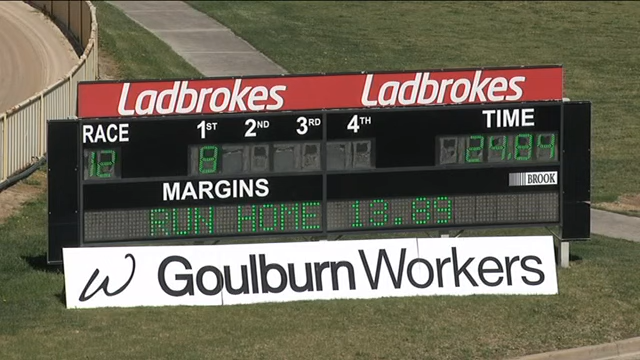 Ladbrokes Ladbrokes
RACE 1ST 2ND 3RD 4TH TIME
12 8 24.84
MARGINS BROOK
RUN HOME 13.89
W Goulburn Workers